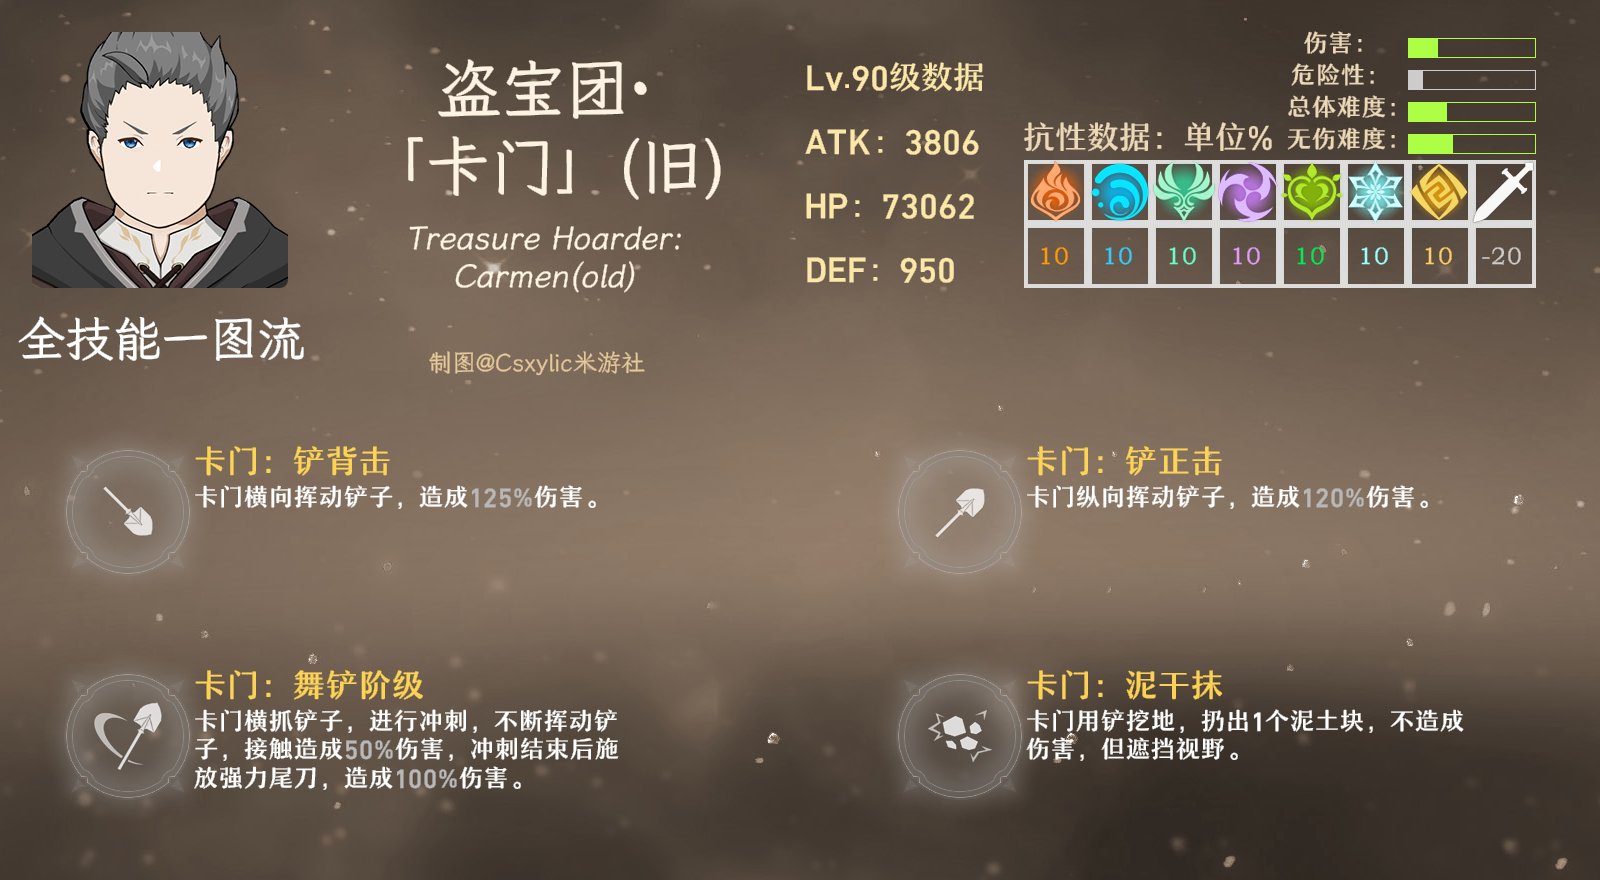 盗宝团·
「卡门」(旧)
Treasure Hoarder:
Carmen(old)
全技能一图流
制图@Csxylic米游社
Lv.90级数据
ATK：3806
HP：73062
DEF：950
伤害：
危险性：
总体难度：
无伤难度：
抗性数据：单位%
10 10 10 10 10 10 10 -20
卡门：铲背击
卡门横向挥动铲子，造成125%伤害。
卡门：铲正击
卡门纵向挥动铲子，造成120%伤害。
卡门：舞铲阶级
卡门横抓铲子，进行冲刺，不断挥动铲
子，接触造成50%伤害，冲刺结束后施
放强力尾刀，造成100%伤害。
卡门：泥干抹
卡门用铲挖地，扔出1个泥土块，不造成
伤害，但遮挡视野。